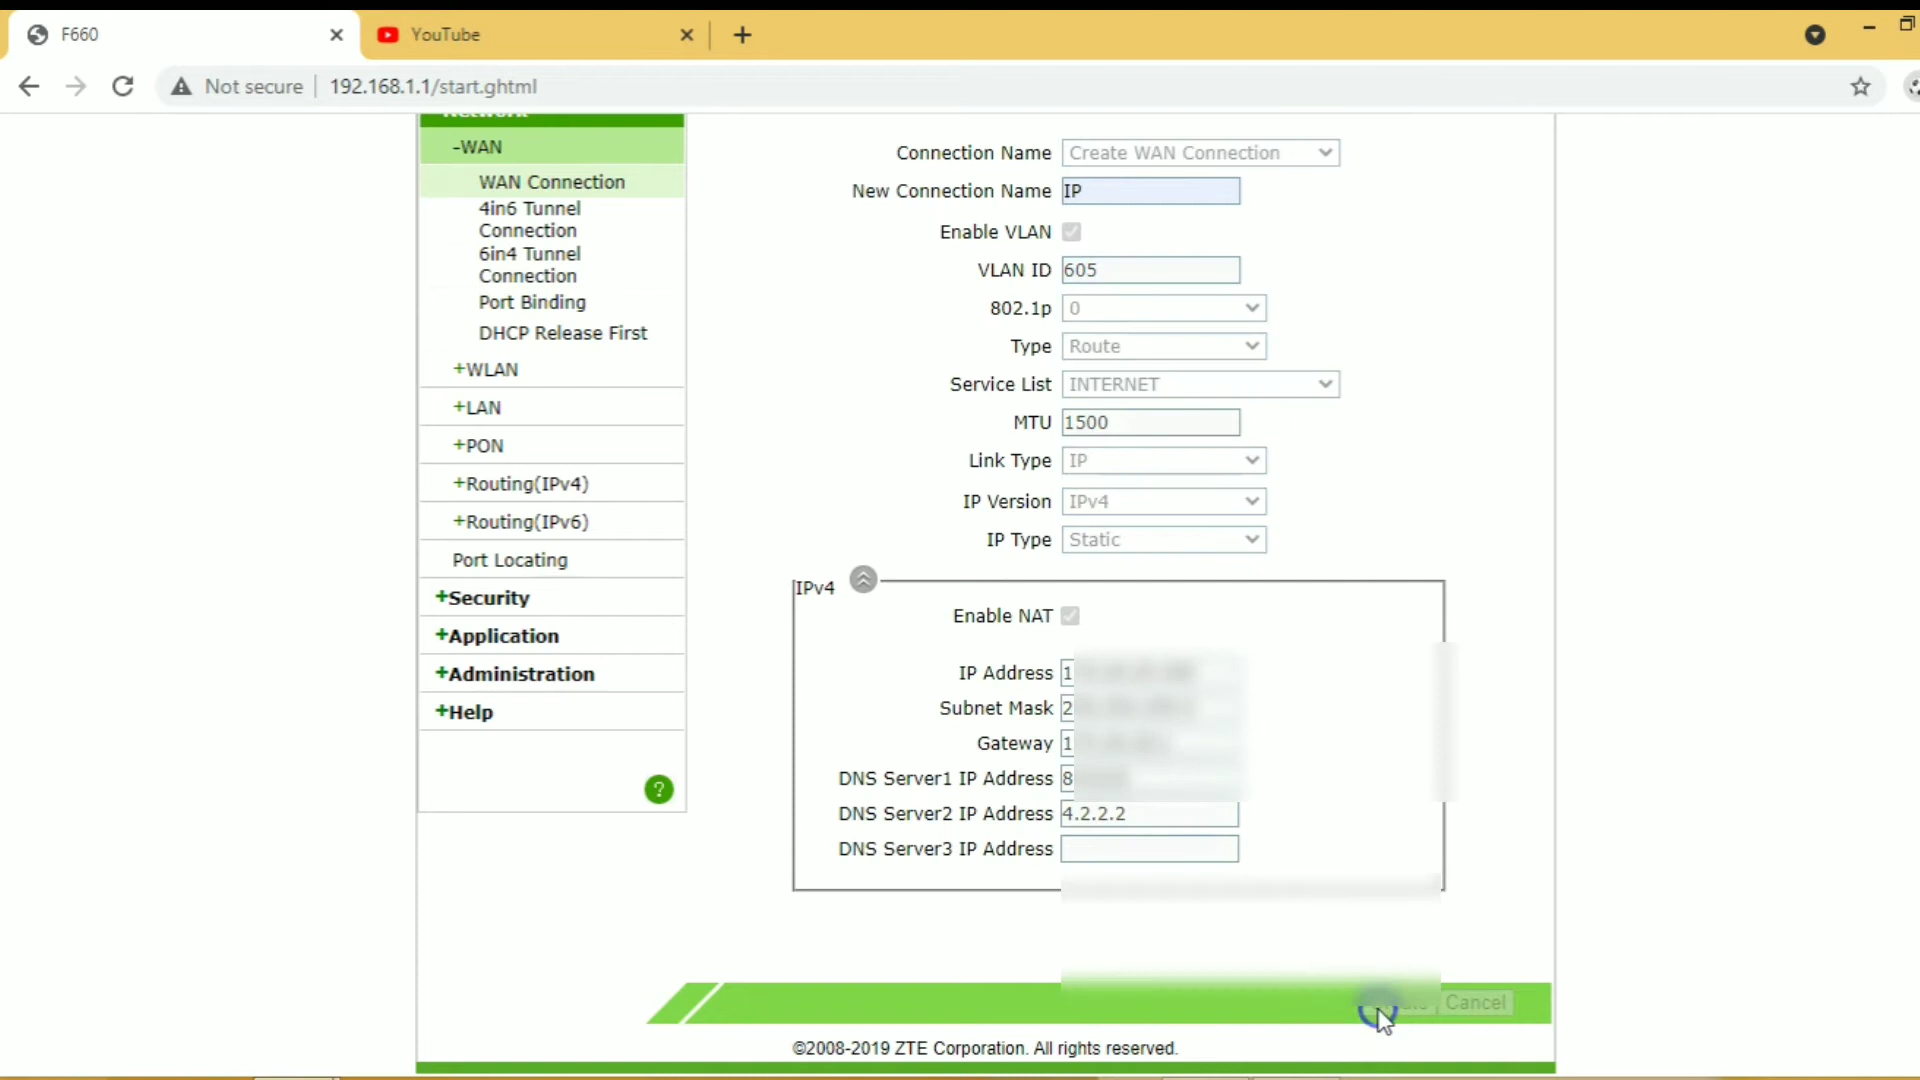 F660
YouTube
Not secure
192.168.1.1/start.ghtml
Network
-WAN
WAN Connection
4in6 Tunnel
Connection
6in4 Tunnel
Connection
Port Binding
DHCP Release First
+WLAN
+LAN
+PON
+Routing(IPv4)
+Routing(IPv6)
Port Locating
+Security
+Application
+Administration
+Help
?
Connection Name Create WAN Connection
New Connection Name IP
Enable VLAN
VLAN ID 605
802.1p 0
Type Route
Service List INTERNET
MTU 1500
Link Type IP
IP Version IPv4
IP Type Static
IPv4
Enable NAT
IP Address 1
Subnet Mask 2
Gateway 1
DNS Server1 IP Address 8
DNS Server2 IP Address 4.2.2.2
DNS Server3 IP Address
Cancel
©2008-2019 ZTE Corporation. All rights reserved.